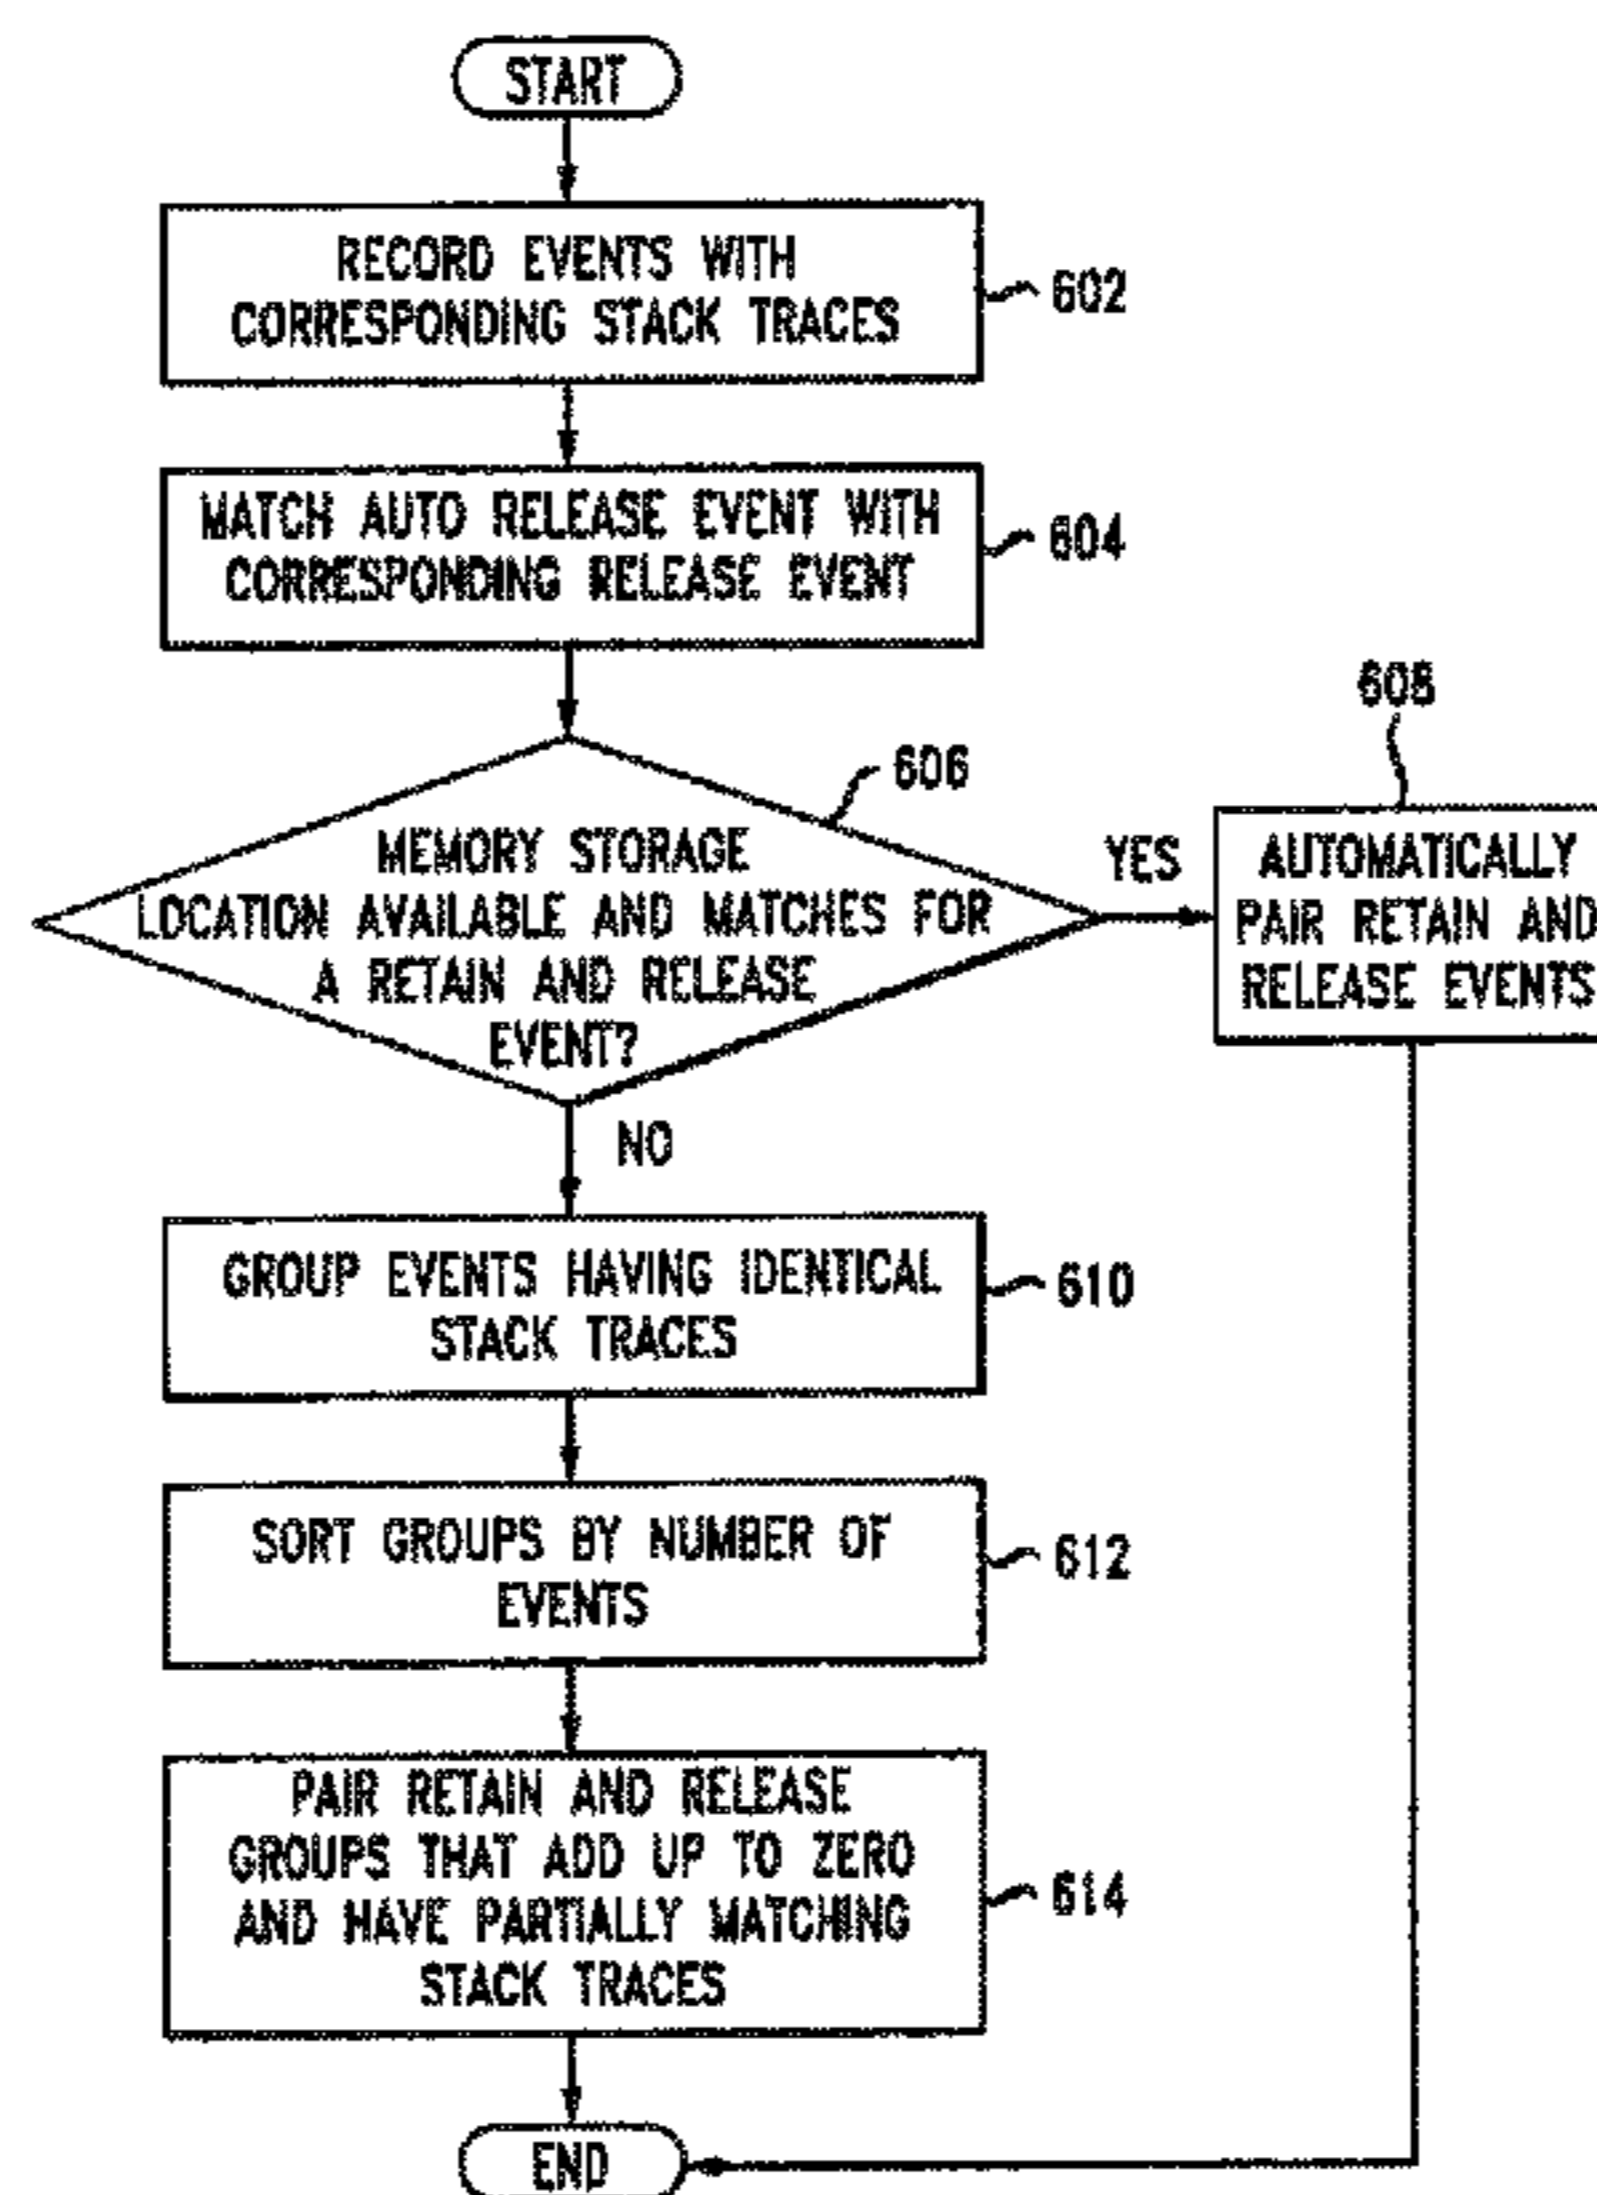 START
RECORD EVENTS WITH
CORRESPONDING STACK TRACES
602
MATCH AUTO RELEASE EVENT WITH
CORRESPONDING RELEASE EVENT
604
606
MEMORY STORAGE
LOCATION AVAILABLE AND MATCHES FOR
A RETAIN AND RELEASE
EVENT?
YES
608
AUTOMATICALLY
PAIR RETAIN AND
RELEASE EVENTS
NO
GROUP EVENTS HAVING IDENTICAL
STACK TRACES
610
SORT GROUPS BY NUMBER OF
EVENTS
612
PAIR RETAIN AND RELEASE
GROUPS THAT ADD UP TO ZERO
AND HAVE PARTIALLY MATCHING
STACK TRACES
614
END